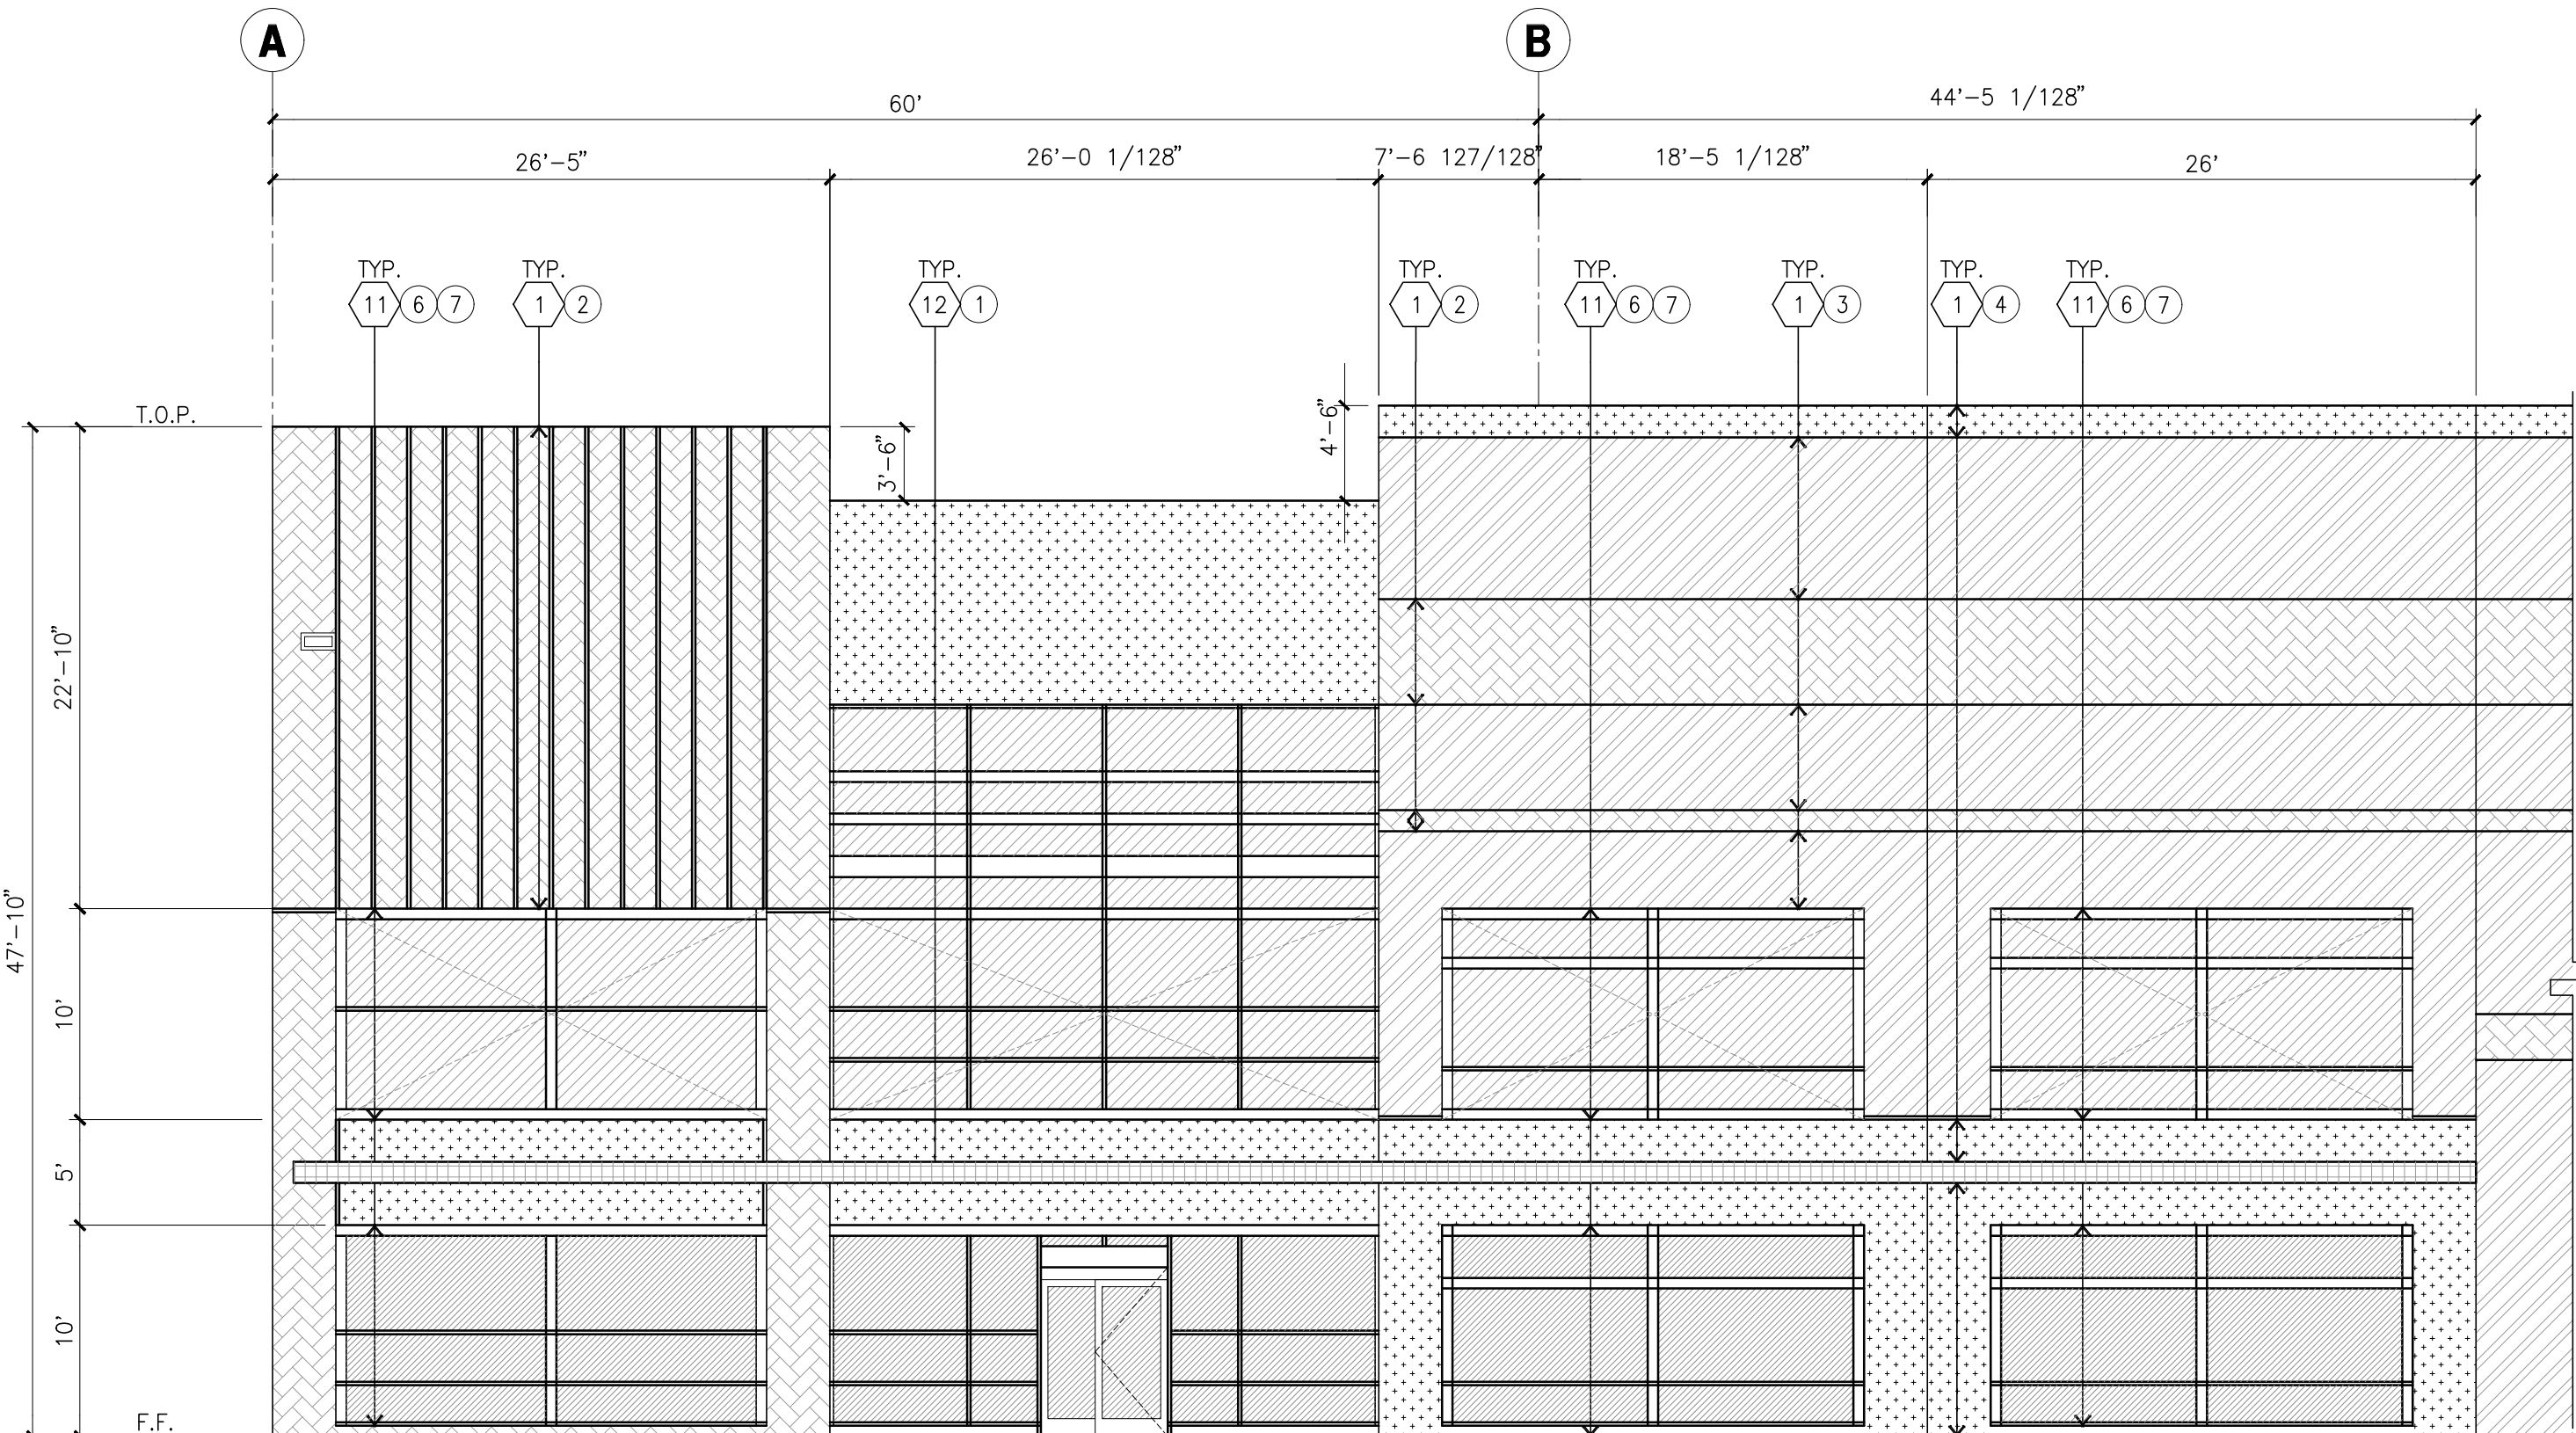 A B
60' 44'-5 1/128"
26'-5" 26'-0 1/128" 7'-6 127/128" 18'-5 1/128" 26'
TYP. TYP. TYP. TYP. TYP. TYP. TYP. TYP.
11 6 7 1 2 12 1 1 2 11 6 7 1 3 1 4 11 6 7
T.O.P.
4'-6"
3'-6"
22'-10"
47'-10"
10'
5'
10'
F.F.